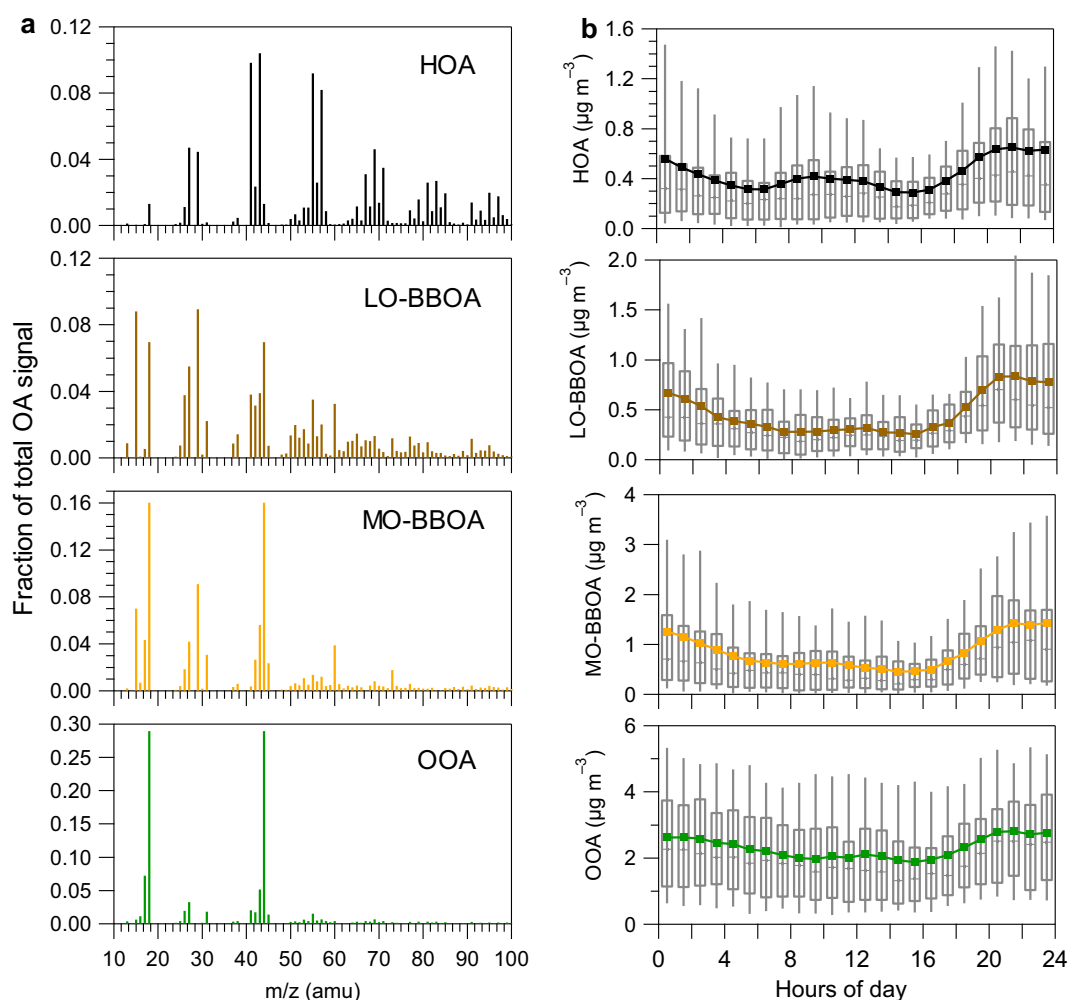 a
Fraction of total OA signal
0.12
0.08
0.04
0.00
HOA
0.12
0.08
0.04
0.00
LO-BBOA
0.16
0.12
0.08
0.04
0.00
MO-BBOA
0.30
0.25
0.20
0.15
0.10
0.05
0.00
OOA
10 20 30 40 50 60 70 80 90 100
m/z (amu)
b
HOA (µg m⁻³)
1.6
1.2
0.8
0.4
0.0
LO-BBOA (µg m⁻³)
2.0
1.5
1.0
0.5
0.0
MO-BBOA (µg m⁻³)
4
3
2
1
0
OOA (µg m⁻³)
6
4
2
0
0 4 8 12 16 20 24
Hours of day